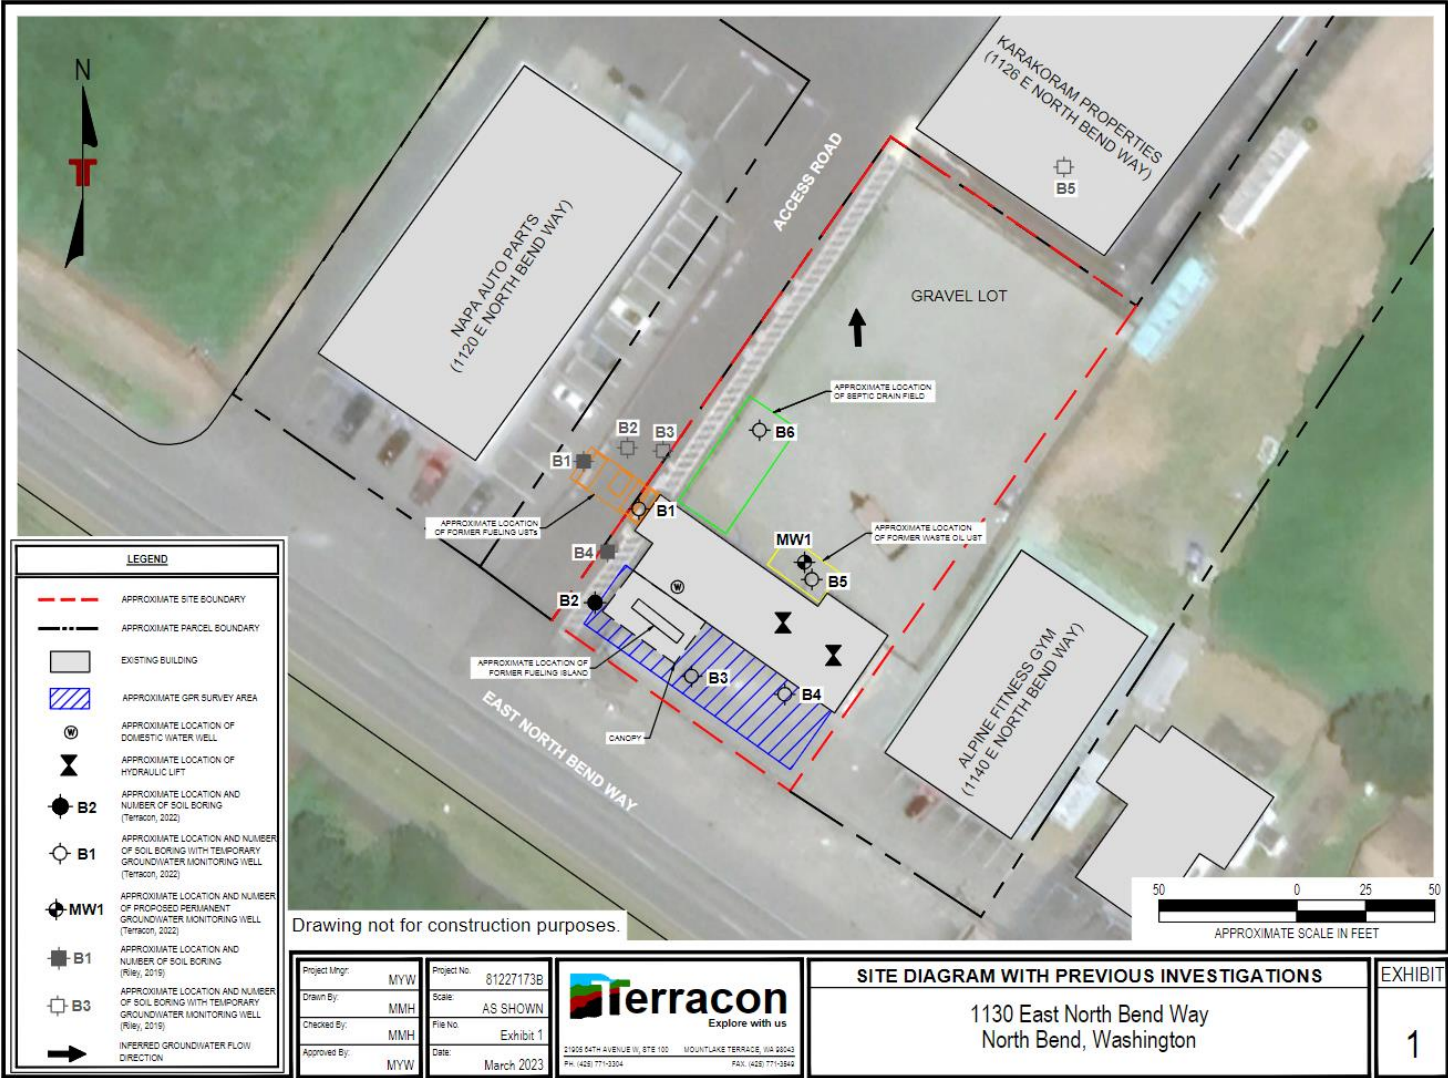 N
KARAKORAM PROPERTIES
(1126 E NORTH BEND WAY)
B5
ACCESS ROAD
NAPA AUTO PARTS
(1120 E NORTH BEND WAY)
GRAVEL LOT
APPROXIMATE LOCATION
OF SEPTIC DRAIN FIELD
B6
B2
B3
B1
APPROXIMATE LOCATION
OF FORMER FUELING USTs
B1
APPROXIMATE LOCATION
OF FORMER WASTE OIL UST
MW1
B5
B4
W
B2
APPROXIMATE LOCATION OF
FORMER FUELING ISLAND
B3
B4
CANOPY
EAST NORTH BEND WAY
ALPINE FITNESS GYM
(1140 E NORTH BEND WAY)
LEGEND
APPROXIMATE SITE BOUNDARY
APPROXIMATE PARCEL BOUNDARY
EXISTING BUILDING
APPROXIMATE GPR SURVEY AREA
W
APPROXIMATE LOCATION OF
DOMESTIC WATER WELL
APPROXIMATE LOCATION OF
HYDRAULIC LIFT
B2
APPROXIMATE LOCATION AND
NUMBER OF SOIL BORING
(Terracon, 2022)
B1
APPROXIMATE LOCATION AND NUMBER
OF SOIL BORING WITH TEMPORARY
GROUNDWATER MONITORING WELL
(Terracon, 2022)
MW1
APPROXIMATE LOCATION AND NUMBER
OF PROPOSED PERMANENT
GROUNDWATER MONITORING WELL
(Terracon, 2022)
B1
APPROXIMATE LOCATION AND
NUMBER OF SOIL BORING
(Riley, 2019)
B3
APPROXIMATE LOCATION AND NUMBER
OF SOIL BORING WITH TEMPORARY
GROUNDWATER MONITORING WELL
(Riley, 2019)
INFERRED GROUNDWATER FLOW
DIRECTION
50 0 25 50
APPROXIMATE SCALE IN FEET
Drawing not for construction purposes.
Project Mngr: MYW
Drawn By: MMH
Checked By: MMH
Approved By: MYW
Project No. 81227173B
Scale: AS SHOWN
File No. Exhibit 1
Date: March 2023
Terracon
Explore with us
21905 64TH AVENUE W, STE 100 MOUNTLAKE TERRACE, WA 98043
PH. (425) 771-3304 FAX. (425) 771-3549
SITE DIAGRAM WITH PREVIOUS INVESTIGATIONS
1130 East North Bend Way
North Bend, Washington
EXHIBIT
1